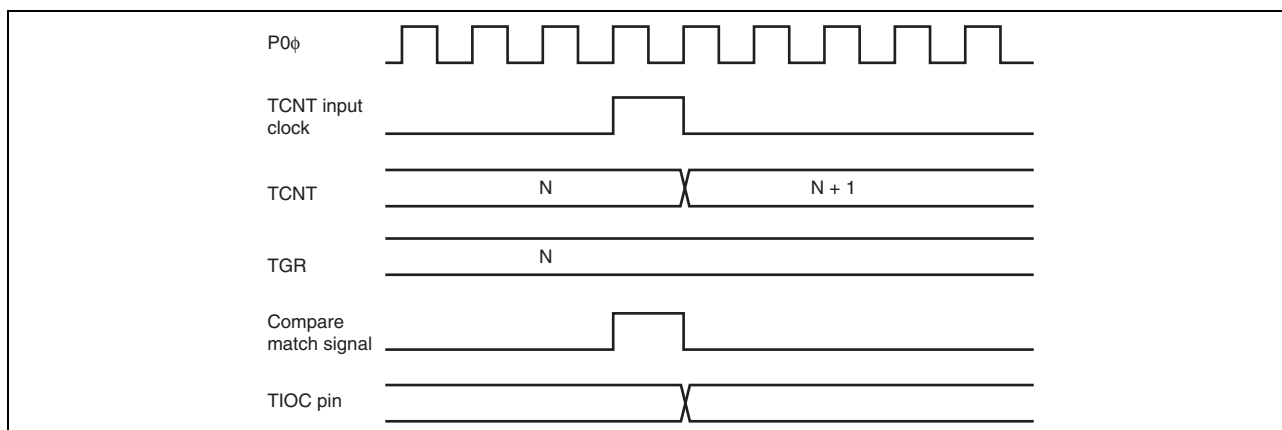 P0ϕ
TCNT input
clock
TCNT
N
N + 1
TGR
N
Compare
match signal
TIOC pin